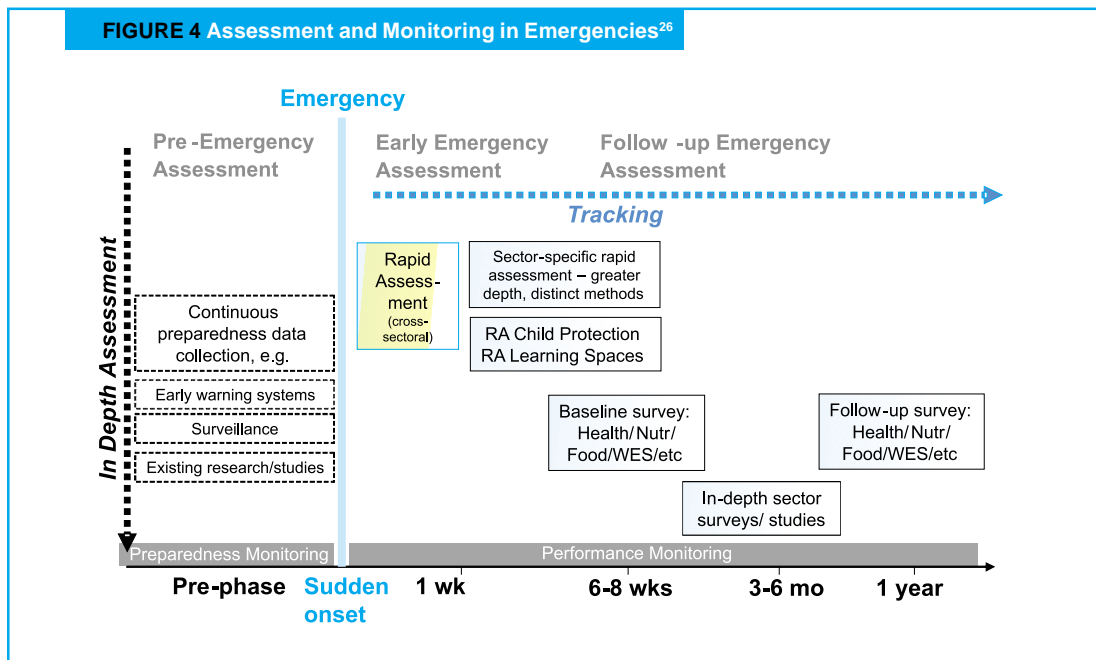 FIGURE 4 Assessment and Monitoring in Emergencies26
Emergency
Pre -Emergency
Assessment
Early Emergency
Assessment
Follow -up Emergency
Assessment
Tracking
In Depth Assessment
Continuous
preparedness data
collection, e.g.
Early warning systems
Surveillance
Existing research/studies
Rapid
Assess-
ment
(cross-
sectoral)
Sector-specific rapid
assessment – greater
depth, distinct methods
RA Child Protection
RA Learning Spaces
Baseline survey:
Health/Nutr/
Food/WES/etc
Follow-up survey:
Health/Nutr/
Food/WES/etc
In-depth sector
surveys/ studies
Preparedness Monitoring
Performance Monitoring
Pre-phase
Sudden
onset
1 wk
6-8 wks
3-6 mo
1 year